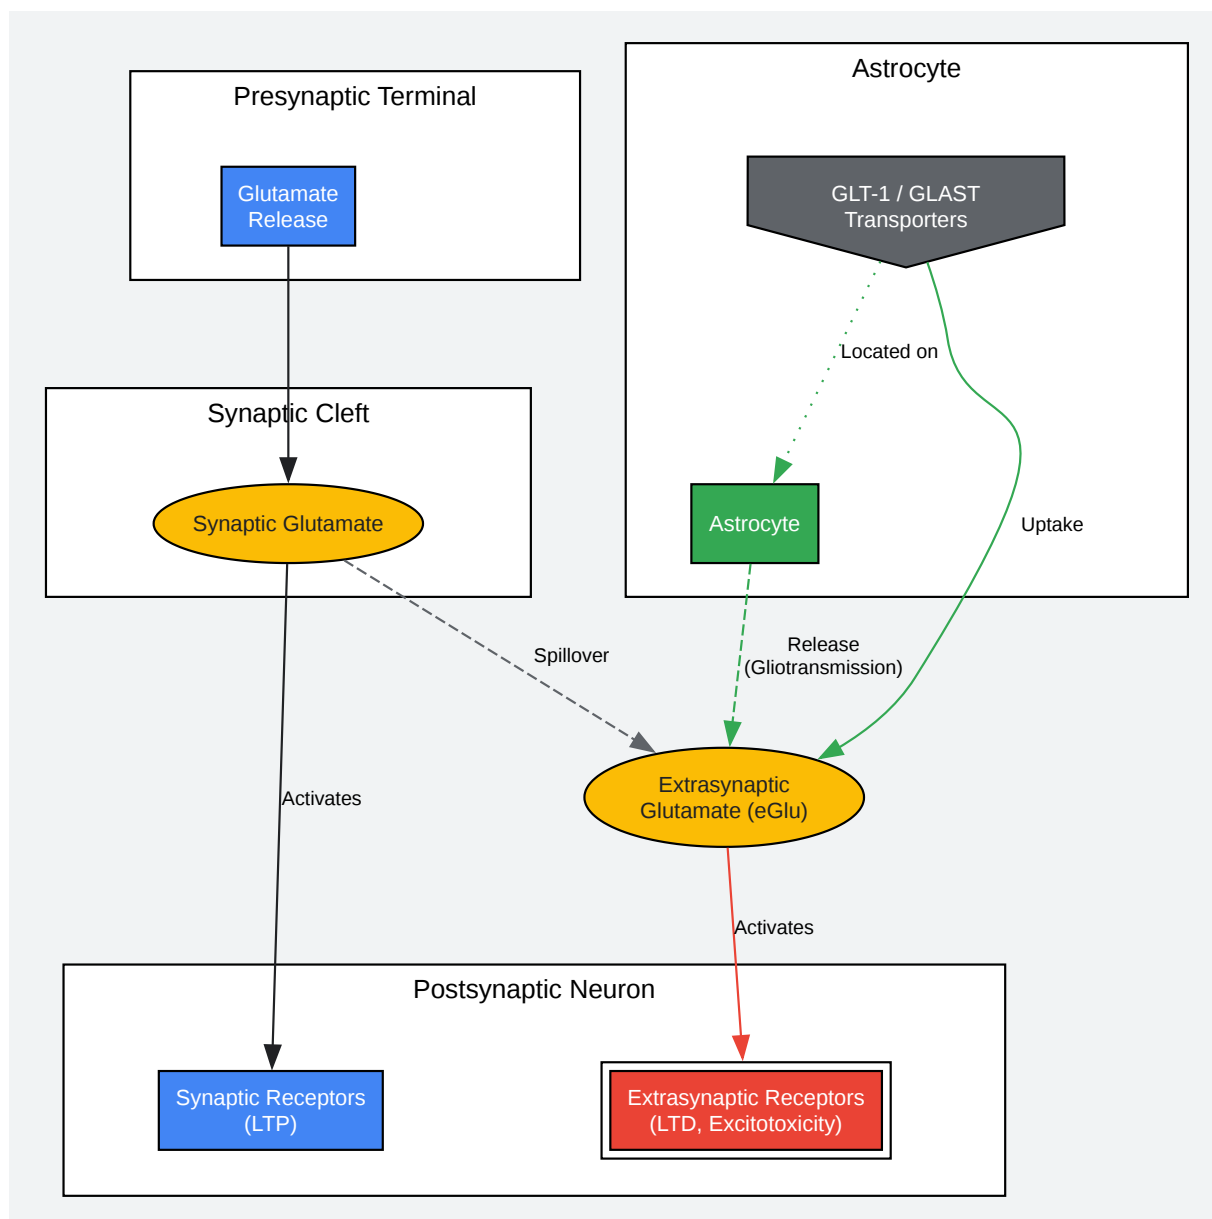 Presynaptic Terminal
Glutamate
Release
Astrocyte
GLT-1 / GLAST
Transporters
Located on
Synaptic Cleft
Synaptic Glutamate
Astrocyte
Uptake
Spillover
Release
(Gliotransmission)
Extrasynaptic
Glutamate (eGlu)
Activates
Activates
Postsynaptic Neuron
Synaptic Receptors
(LTP)
Extrasynaptic Receptors
(LTD, Excitotoxicity)